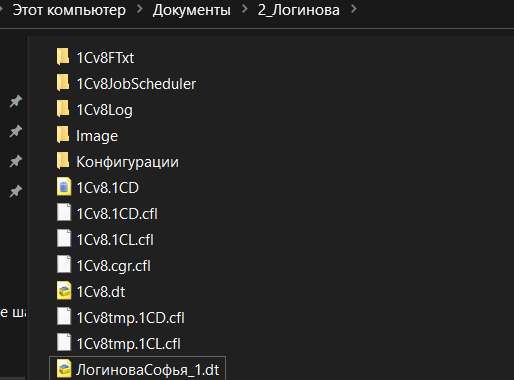 Этот компьютер > Документы > 2_Логинова >
1Cv8FTxt
1Cv8JobScheduler
1Cv8Log
Image
Конфигурации
1Cv8.1CD
1Cv8.1CD.cfl
1Cv8.1CL.cfl
1Cv8.cgr.cfl
1Cv8.dt
е ша
1Cv8tmp.1CD.cfl
1Cv8tmp.1CL.cfl
ЛогиноваСофья_1.dt